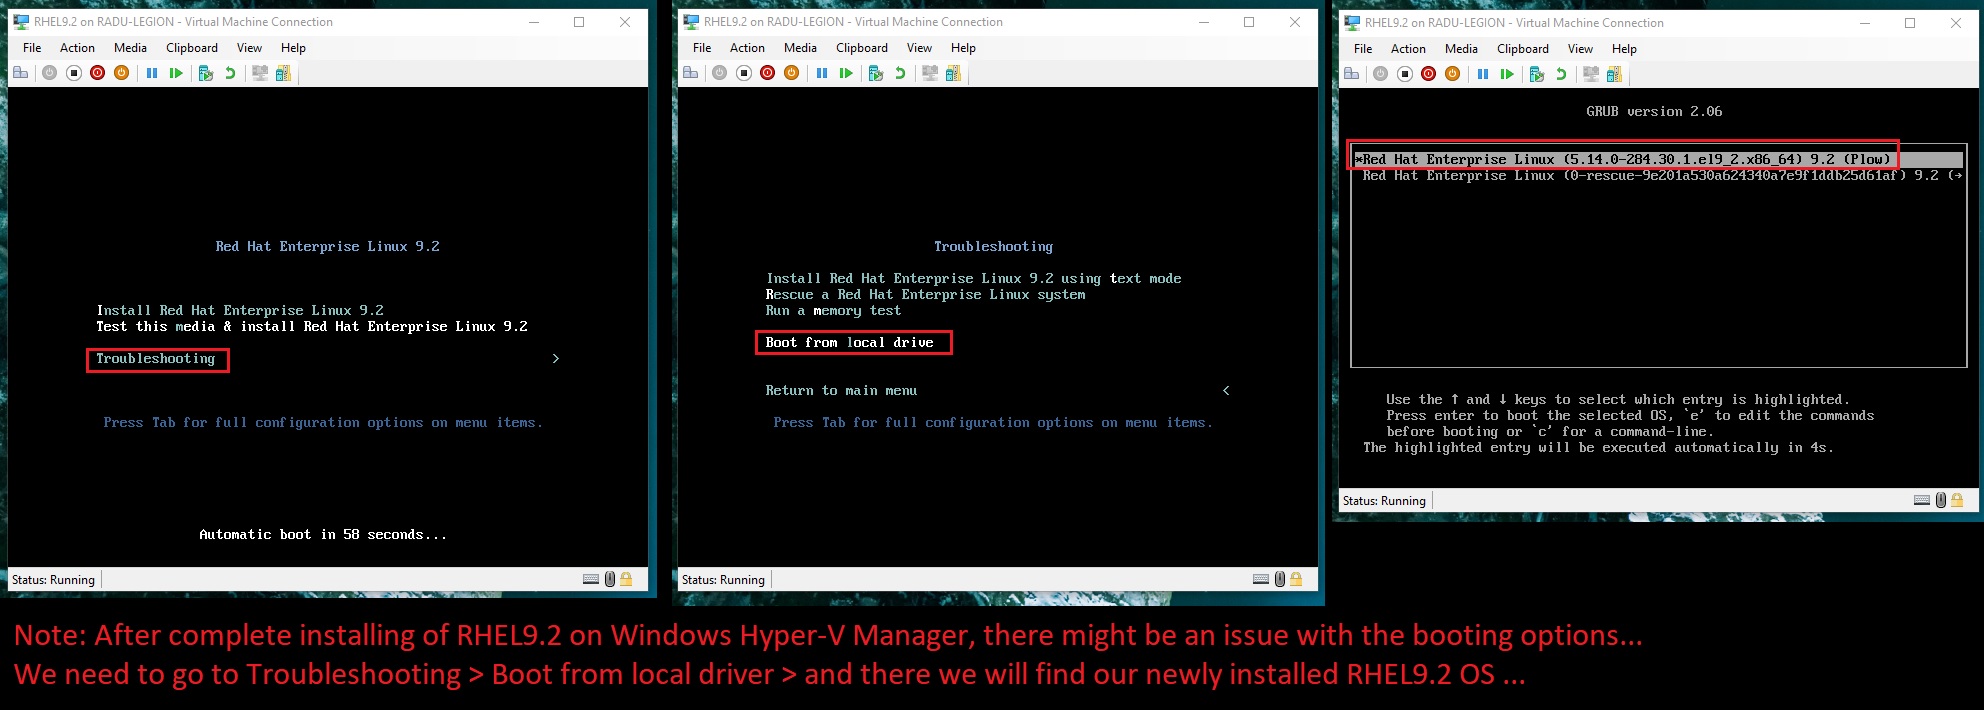 RHEL9.2 on RADU-LEGION - Virtual Machine Connection
File Action Media Clipboard View Help
Red Hat Enterprise Linux 9.2
Install Red Hat Enterprise Linux 9.2
Test this media & install Red Hat Enterprise Linux 9.2
Troubleshooting >
Press Tab for full configuration options on menu items.
Automatic boot in 58 seconds...
Status: Running
RHEL9.2 on RADU-LEGION - Virtual Machine Connection
File Action Media Clipboard View Help
Troubleshooting
Install Red Hat Enterprise Linux 9.2 using text mode
Rescue a Red Hat Enterprise Linux system
Run a memory test
Boot from local drive
Return to main menu <
Press Tab for full configuration options on menu items.
Status: Running
RHEL9.2 on RADU-LEGION - Virtual Machine Connection
File Action Media Clipboard View Help
GRUB version 2.06
*Red Hat Enterprise Linux (5.14.0-284.30.1.el9_2.x86_64) 9.2 (Plow)
Red Hat Enterprise Linux (0-rescue-9e201a530a624340a7e9f1ddb25d61af) 9.2 (→
Use the ↑ and ↓ keys to select which entry is highlighted.
Press enter to boot the selected OS, `e' to edit the commands
before booting or `c' for a command-line.
The highlighted entry will be executed automatically in 4s.
Status: Running
Note: After complete installing of RHEL9.2 on Windows Hyper-V Manager, there might be an issue with the booting options...
We need to go to Troubleshooting > Boot from local driver > and there we will find our newly installed RHEL9.2 OS ...